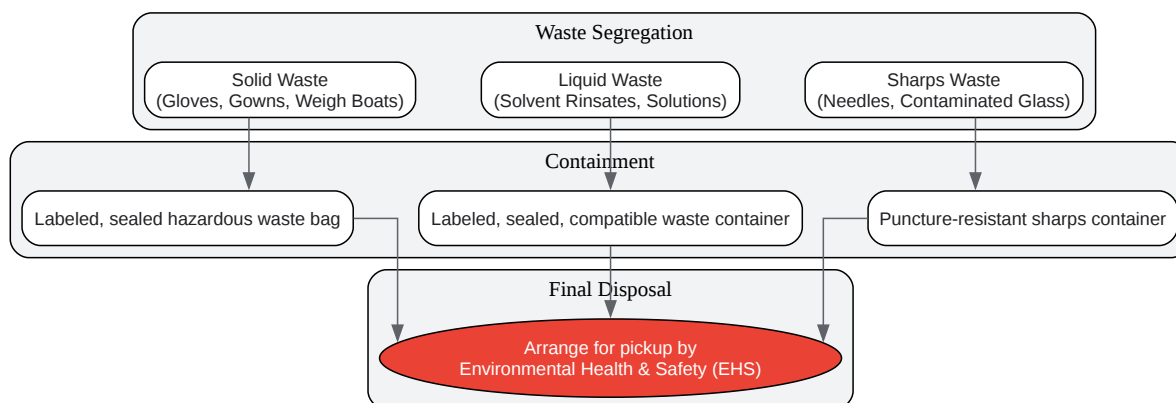 Waste Segregation
Solid Waste
(Gloves, Gowns, Weigh Boats)
Liquid Waste
(Solvent Rinsates, Solutions)
Sharps Waste
(Needles, Contaminated Glass)
Containment
Labeled, sealed hazardous waste bag
Labeled, sealed, compatible waste container
Puncture-resistant sharps container
Final Disposal
Arrange for pickup by
Environmental Health & Safety (EHS)